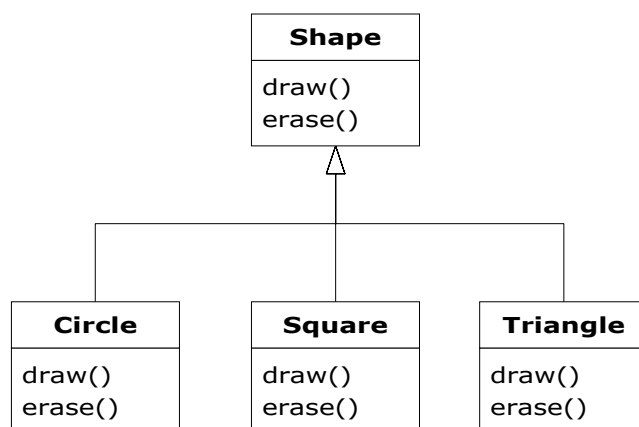 Shape
draw()
erase()
Circle
draw()
erase()
Square
draw()
erase()
Triangle
draw()
erase()